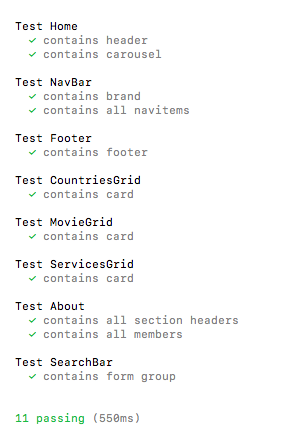 Test Home
✓ contains header
✓ contains carousel
Test NavBar
✓ contains brand
✓ contains all navitems
Test Footer
✓ contains footer
Test CountriesGrid
✓ contains card
Test MovieGrid
✓ contains card
Test ServicesGrid
✓ contains card
Test About
✓ contains all section headers
✓ contains all members
Test SearchBar
✓ contains form group
11 passing (550ms)